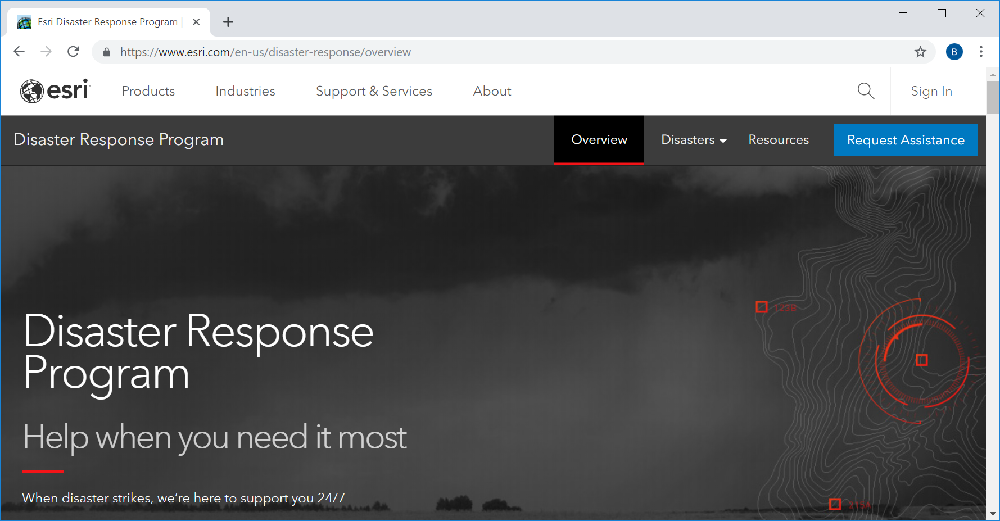 Esri Disaster Response Program |
https://www.esri.com/en-us/disaster-response/overview
B
esri
Products
Industries
Support & Services
About
Sign In
Disaster Response Program
Overview
Disasters
Resources
Request Assistance
123B
Disaster Response
Program
Help when you need it most
When disaster strikes, we're here to support you 24/7
215A